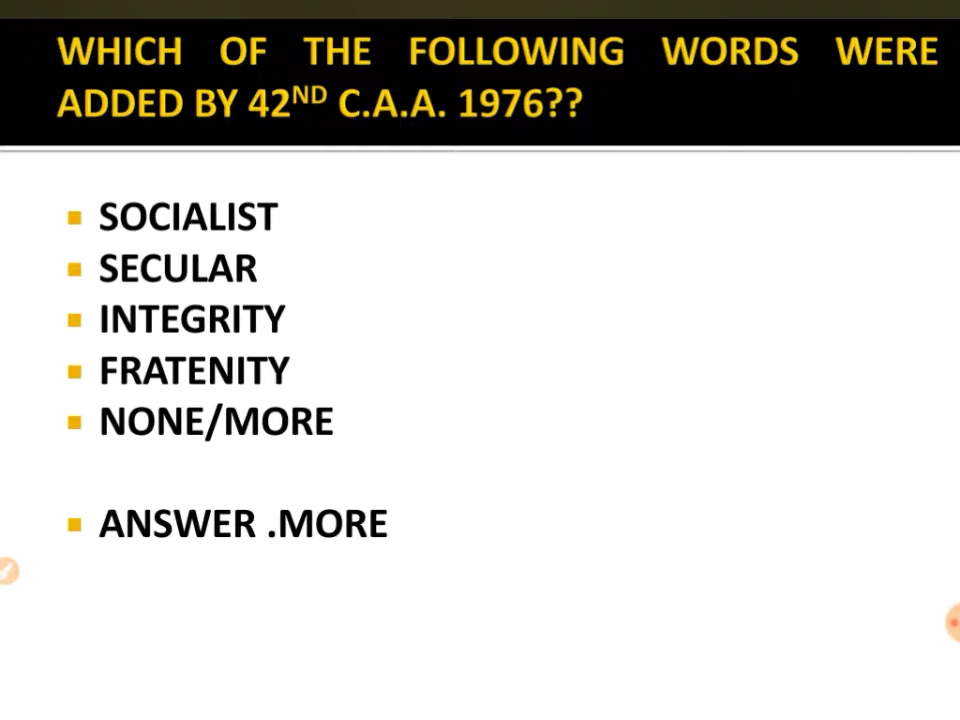 WHICH OF THE FOLLOWING WORDS WERE
ADDED BY 42ND C.A.A. 1976??
SOCIALIST
SECULAR
INTEGRITY
FRATENITY
NONE/MORE
ANSWER .MORE